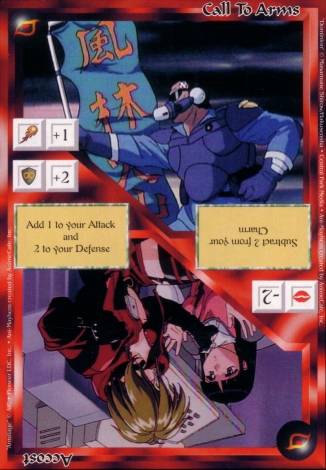 Call To Arms
風
林
+1
+2
Add 1 to your Attack
and
2 to your Defense
Subtract 2 from your
Charm
-2
Accost